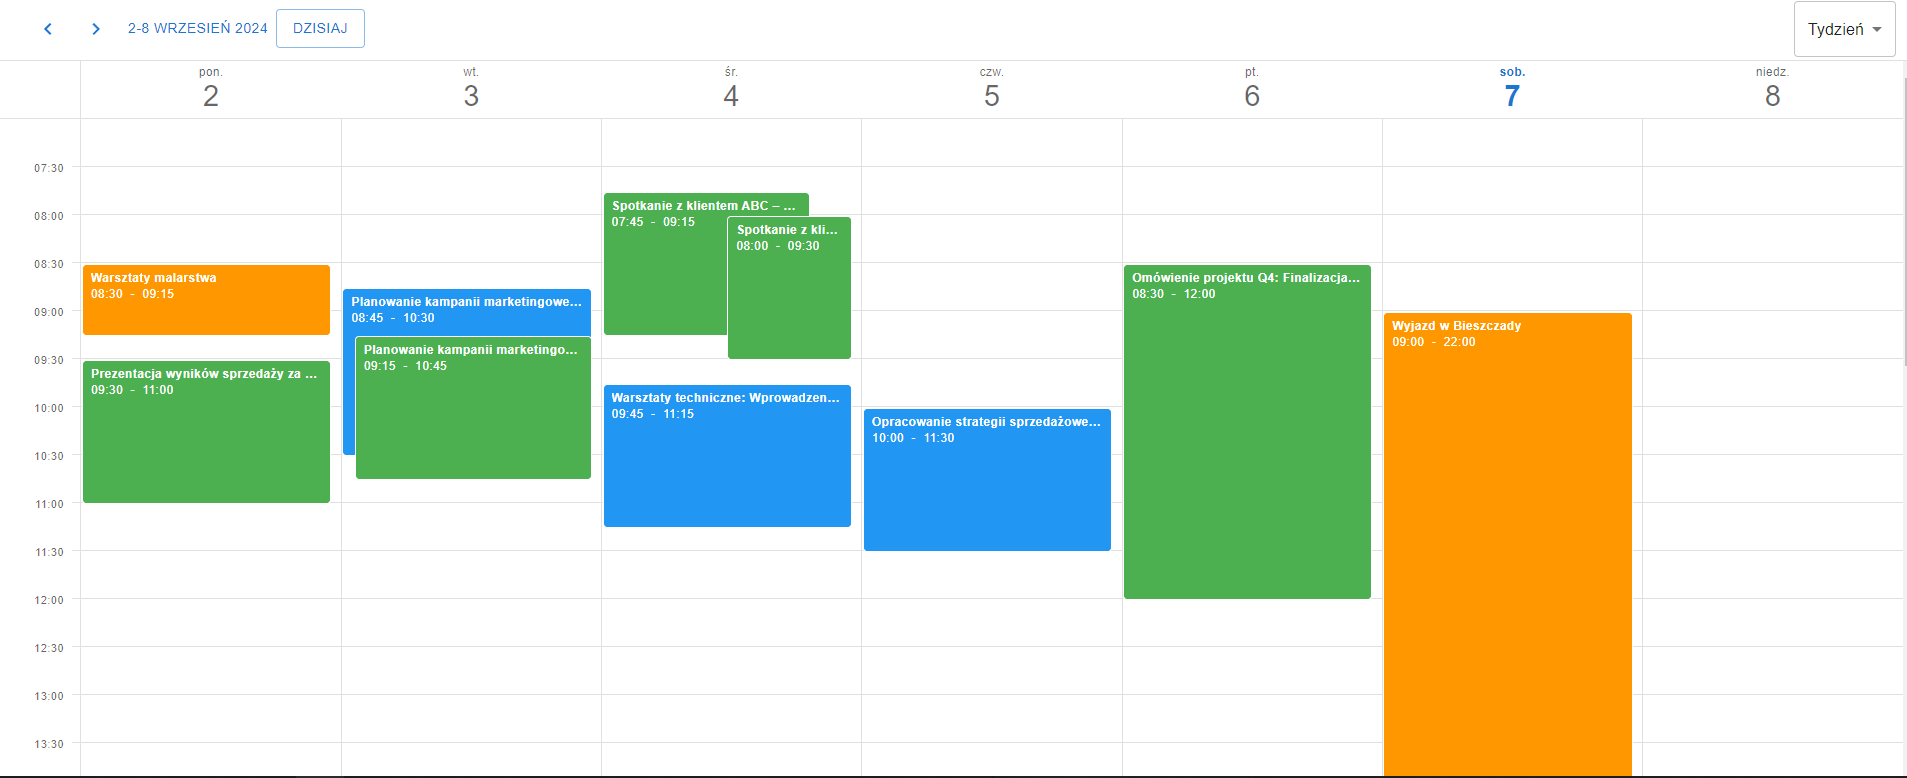 2-8 WRZESIEŃ 2024
DZISIAJ
Tydzień
pon.
2
wt.
3
śr.
4
czw.
5
pt.
6
sob.
7
niedz.
8
07:30
08:00
08:30
09:00
09:30
10:00
10:30
11:00
11:30
12:00
12:30
13:00
13:30
Warsztaty malarstwa
08:30 - 09:15
Prezentacja wyników sprzedaży za ...
09:30 - 11:00
Planowanie kampanii marketingowe...
08:45 - 10:30
Planowanie kampanii marketingo...
09:15 - 10:45
Spotkanie z klientem ABC – ...
07:45 - 09:15
Spotkanie z kli...
08:00 - 09:30
Warsztaty techniczne: Wprowadzen...
09:45 - 11:15
Opracowanie strategii sprzedażowe...
10:00 - 11:30
Omówienie projektu Q4: Finalizacja...
08:30 - 12:00
Wyjazd w Bieszczady
09:00 - 22:00